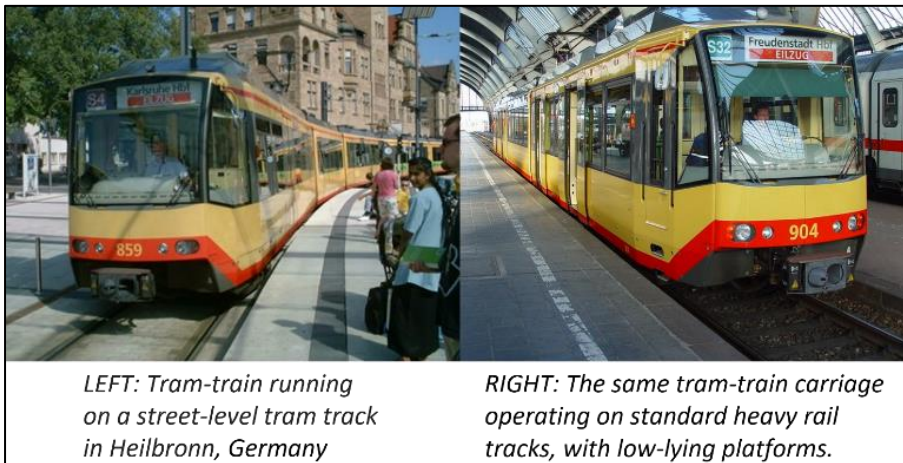 S4
Karlsruhe Hbf
EILZUG
859
S32
Freudenstadt Hbf
EILZUG
904
LEFT: Tram-train running
on a street-level tram track
in Heilbronn, Germany
RIGHT: The same tram-train carriage
operating on standard heavy rail
tracks, with low-lying platforms.